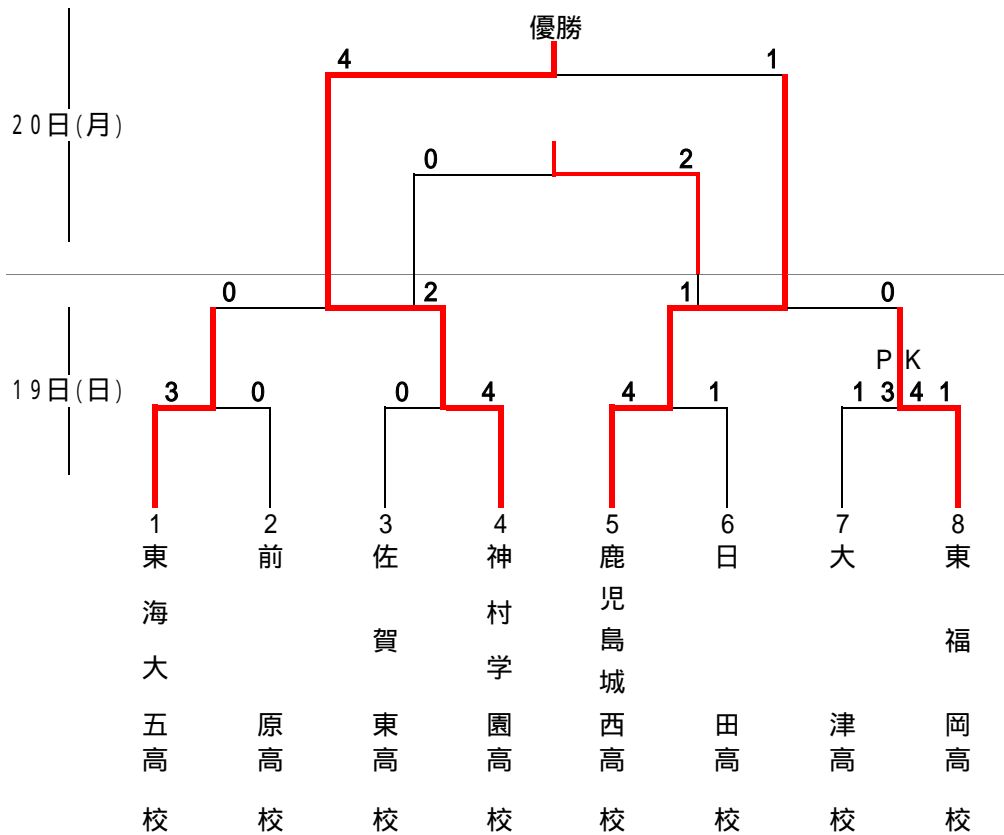 優勝
4 1
20日(月)
0 2
0 2 1 0
PK
19日(日)
3 0 0 4 4 1 1 3 4 1
1 2 3 4 5 6 7 8
東海大五高校
前原高校
佐賀東高校
神村学園高校
鹿児島城西高校
日田高校
大津高校
東福岡高校